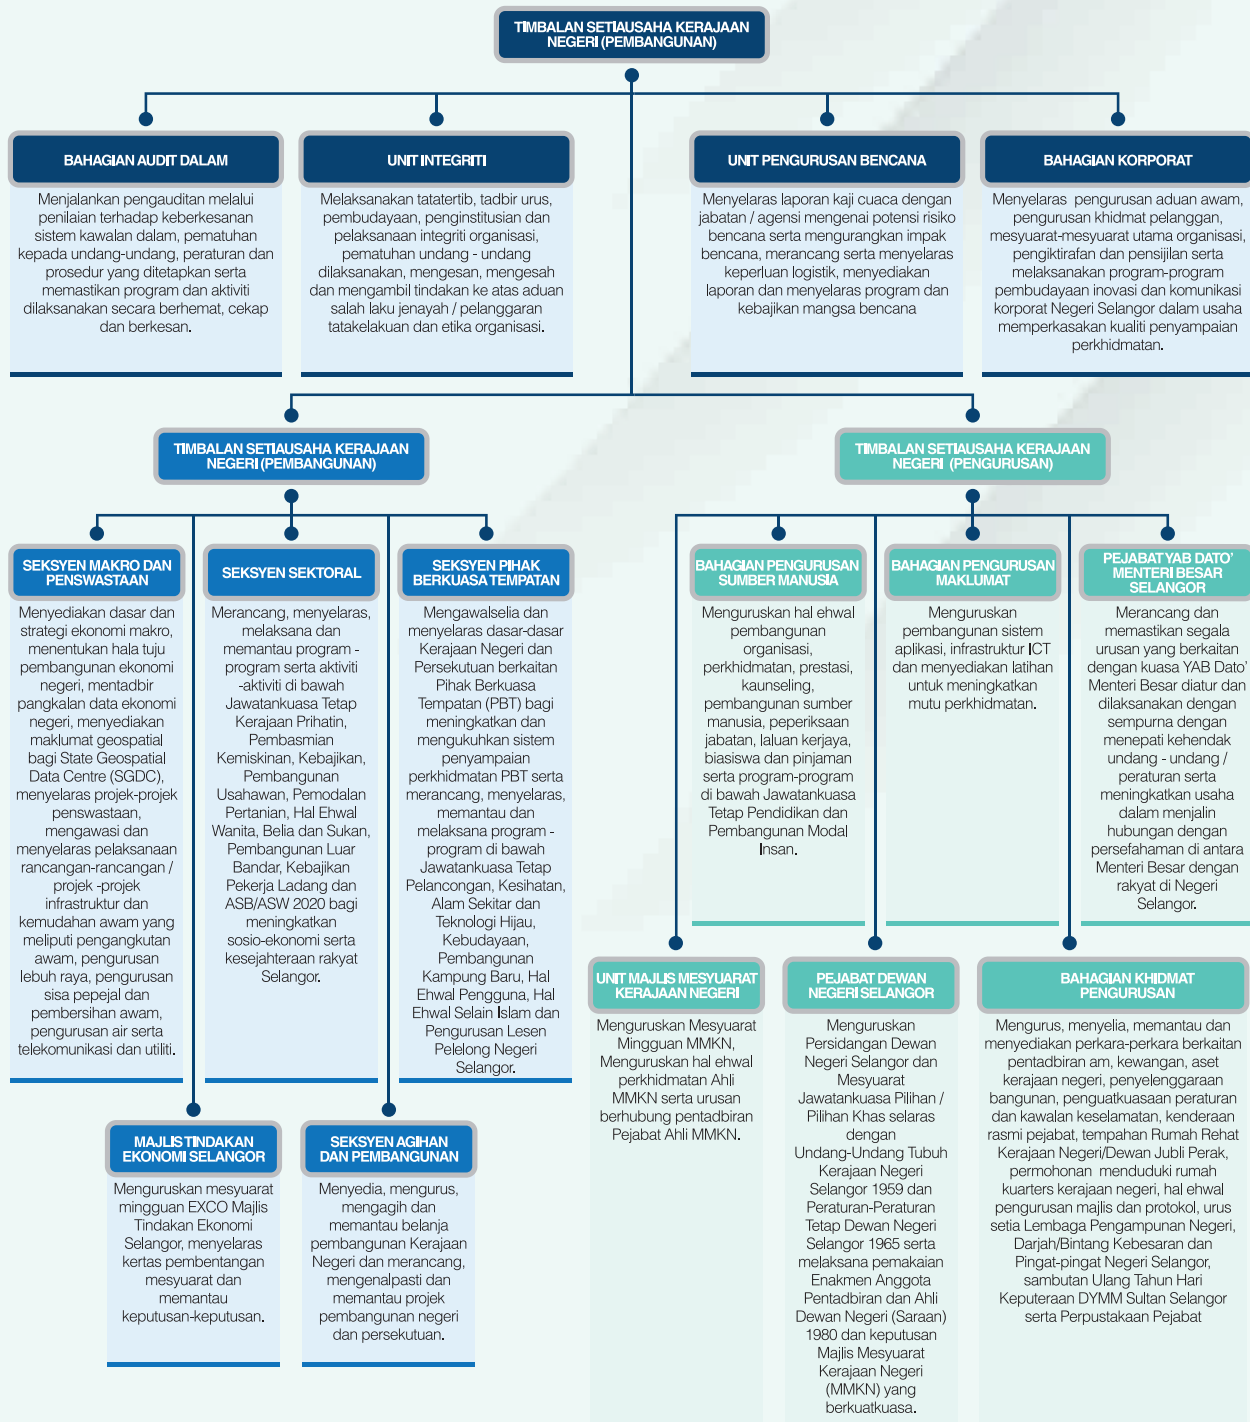 TIMBALAN SETIAUSAHA KERAJAAN
NEGERI (PEMBANGUNAN)
BAHAGIAN AUDIT DALAM
Menjalankan pengauditan melalui
penilaian terhadap keberkesanan
sistem kawalan dalam, pematuhan
kepada undang-undang, peraturan dan
prosedur yang ditetapkan serta
memastikan program dan aktiviti
dilaksanakan secara berhemat, cekap
dan berkesan.
UNIT INTEGRITI
Melaksanakan tatatertib, tadbir urus,
pembudayaan, penginstitusian dan
pelaksanaan integriti organisasi,
pematuhan undang - undang
dilaksanakan, mengesan, mengesah
dan mengambil tindakan ke atas aduan
salah laku jenayah / pelanggaran
tatakelakuan dan etika organisasi.
UNIT PENGURUSAN BENCANA
Menyelaras laporan kaji cuaca dengan
jabatan / agensi mengenai potensi risiko
bencana serta mengurangkan impak
bencana, merancang serta menyelaras
keperluan logistik, menyediakan
laporan dan menyelaras program dan
kebajikan mangsa bencana
BAHAGIAN KORPORAT
Menyelaras pengurusan aduan awam,
pengurusan khidmat pelanggan,
mesyuarat-mesyuarat utama organisasi,
pengiktirafan dan pensijilan serta
melaksanakan program-program
pembudayaan inovasi dan komunikasi
korporat Negeri Selangor dalam usaha
memperkasakan kualiti penyampaian
perkhidmatan.
TIMBALAN SETIAUSAHA KERAJAAN
NEGERI (PEMBANGUNAN)
TIMBALAN SETIAUSAHA KERAJAAN
NEGERI (PENGURUSAN)
SEKSYEN MAKRO DAN
PENSWASTAAN
Menyediakan dasar dan
strategi ekonomi makro,
menentukan hala tuju
pembangunan ekonomi
negeri, mentadbir
pangkalan data ekonomi
negeri, menyediakan
maklumat geospatial
bagi State Geospatial
Data Centre (SGDC),
menyelaras projek-projek
penswastaan,
mengawasi dan
menyelaras pelaksanaan
rancangan-rancangan /
projek -projek
infrastruktur dan
kemudahan awam yang
meliputi pengangkutan
awam, pengurusan
lebuh raya, pengurusan
sisa pepejal dan
pembersihan awam,
pengurusan air serta
telekomunikasi dan utiliti.
SEKSYEN SEKTORAL
Merancang, menyelaras,
melaksana dan
memantau program -
program serta aktiviti
-aktiviti di bawah
Jawatankuasa Tetap
Kerajaan Prihatin,
Pembasmian
Kemiskinan, Kebajikan,
Pembangunan
Usahawan, Pemodalan
Pertanian, Hal Ehwal
Wanita, Belia dan Sukan,
Pembangunan Luar
Bandar, Kebajikan
Pekerja Ladang dan
ASB/ASW 2020 bagi
meningkatkan
sosio-ekonomi serta
kesejahteraan rakyat
Selangor.
SEKSYEN PIHAK
BERKUASA TEMPATAN
Mengawalselia dan
menyelaras dasar-dasar
Kerajaan Negeri dan
Persekutuan berkaitan
Pihak Berkuasa
Tempatan (PBT) bagi
meningkatkan dan
mengukuhkan sistem
penyampaian
perkhidmatan PBT serta
merancang, menyelaras,
memantau dan
melaksana program -
program di bawah
Jawatankuasa Tetap
Pelancongan, Kesihatan,
Alam Sekitar dan
Teknologi Hijau,
Kebudayaan,
Pembangunan
Kampung Baru, Hal
Ehwal Pengguna, Hal
Ehwal Selain Islam dan
Pengurusan Lesen
Pelelong Negeri
Selangor.
BAHAGIAN PENGURUSAN
SUMBER MANUSIA
Menguruskan hal ehwal
pembangunan
organisasi,
perkhidmatan, prestasi,
kaunseling,
pembangunan sumber
manusia, peperiksaan
jabatan, laluan kerjaya,
biasiswa dan pinjaman
serta program-program
di bawah Jawatankuasa
Tetap Pendidikan dan
Pembangunan Modal
Insan.
BAHAGIAN PENGURUSAN
MAKLUMAT
Menguruskan
pembangunan sistem
aplikasi, infrastruktur ICT
dan menyediakan latihan
untuk meningkatkan
mutu perkhidmatan.
PEJABAT YAB DATO'
MENTERI BESAR
SELANGOR
Merancang dan
memastikan segala
urusan yang berkaitan
dengan kuasa YAB Dato'
Menteri Besar diatur dan
dilaksanakan dengan
sempurna dengan
menepati kehendak
undang - undang /
peraturan serta
meningkatkan usaha
dalam menjalin
hubungan dengan
persefahaman di antara
Menteri Besar dengan
rakyat di Negeri
Selangor.
MAJLIS TINDAKAN
EKONOMI SELANGOR
Menguruskan mesyuarat
mingguan EXCO Majlis
Tindakan Ekonomi
Selangor, menyelaras
kertas pembentangan
mesyuarat dan
memantau
keputusan-keputusan.
SEKSYEN AGIHAN
DAN PEMBANGUNAN
Menyedia, mengurus,
mengagih dan
memantau belanja
pembangunan Kerajaan
Negeri dan merancang,
mengenalpasti dan
memantau projek
pembangunan negeri
dan persekutuan.
UNIT MAJLIS MESYUARAT
KERAJAAN NEGERI
Menguruskan Mesyuarat
Mingguan MMKN,
Menguruskan hal ehwal
perkhidmatan Ahli
MMKN serta urusan
berhubung pentadbiran
Pejabat Ahli MMKN.
PEJABAT DEWAN
NEGERI SELANGOR
Menguruskan
Persidangan Dewan
Negeri Selangor dan
Mesyuarat
Jawatankuasa Pilihan /
Pilihan Khas selaras
dengan
Undang-Undang Tubuh
Kerajaan Negeri
Selangor 1959 dan
Peraturan-Peraturan
Tetap Dewan Negeri
Selangor 1965 serta
melaksana pemakaian
Enakmen Anggota
Pentadbiran dan Ahli
Dewan Negeri (Saraan)
1980 dan keputusan
Majlis Mesyuarat
Kerajaan Negeri
(MMKN) yang
berkuatkuasa.
BAHAGIAN KHIDMAT
PENGURUSAN
Mengurus, menyelia, memantau dan
menyediakan perkara-perkara berkaitan
pentadbiran am, kewangan, aset
kerajaan negeri, penyelenggaraan
bangunan, penguatkuasaan peraturan
dan kawalan keselamatan, kenderaan
rasmi pejabat, tempahan Rumah Rehat
Kerajaan Negeri/Dewan Jubli Perak,
permohonan menduduki rumah
kuarters kerajaan negeri, hal ehwal
pengurusan majlis dan protokol, urus
setia Lembaga Pengampunan Negeri,
Darjah/Bintang Kebesaran dan
Pingat-pingat Negeri Selangor,
sambutan Ulang Tahun Hari
Keputeraan DYMM Sultan Selangor
serta Perpustakaan Pejabat